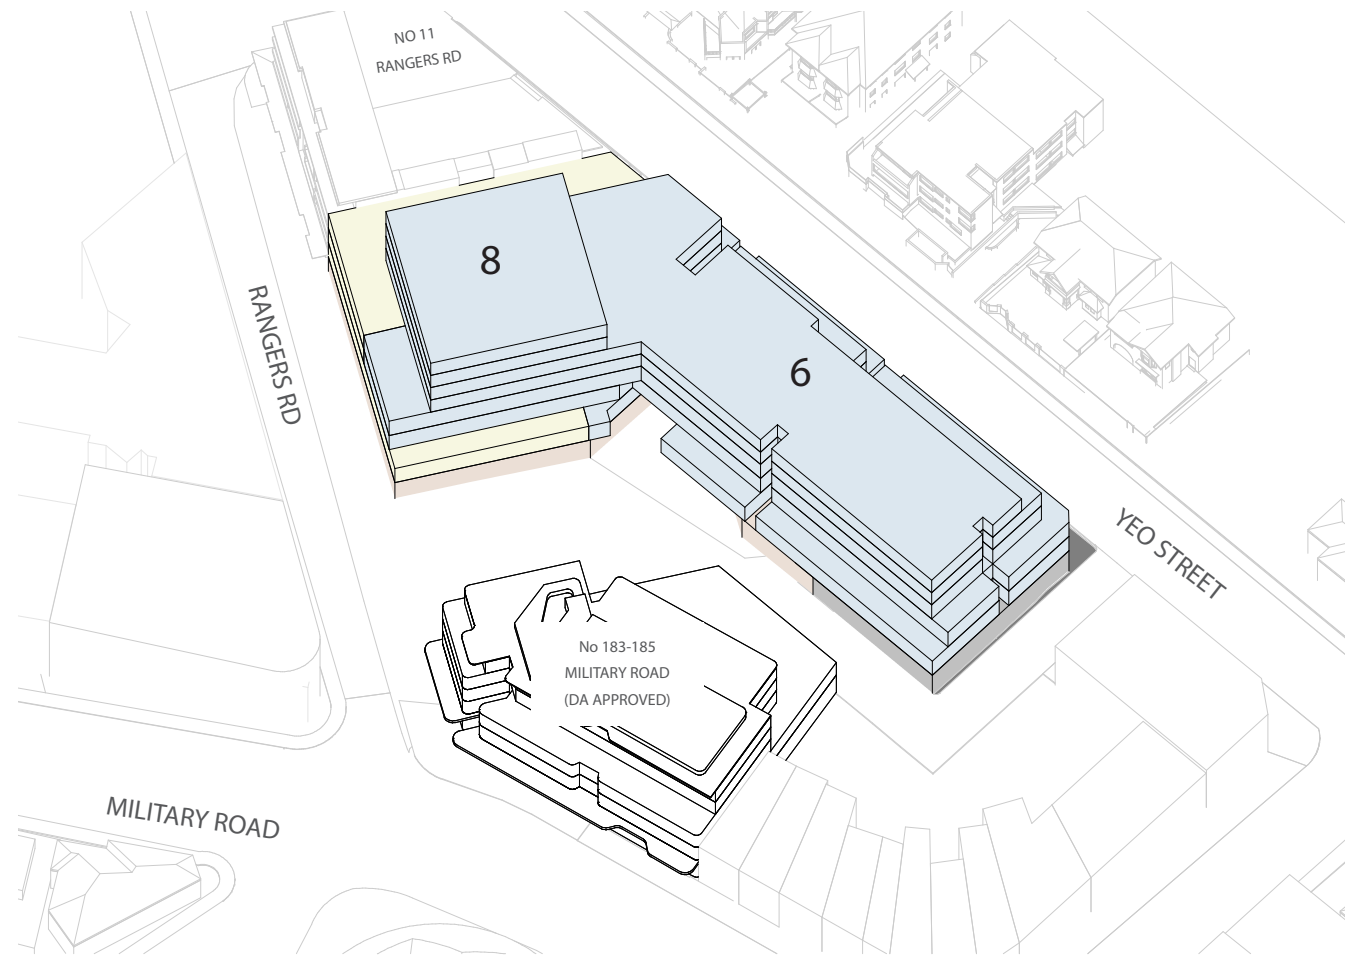 NO 11
RANGERS RD
8
RANGERS RD
6
YEO STREET
No 183-185
MILITARY ROAD
(DA APPROVED)
MILITARY ROAD